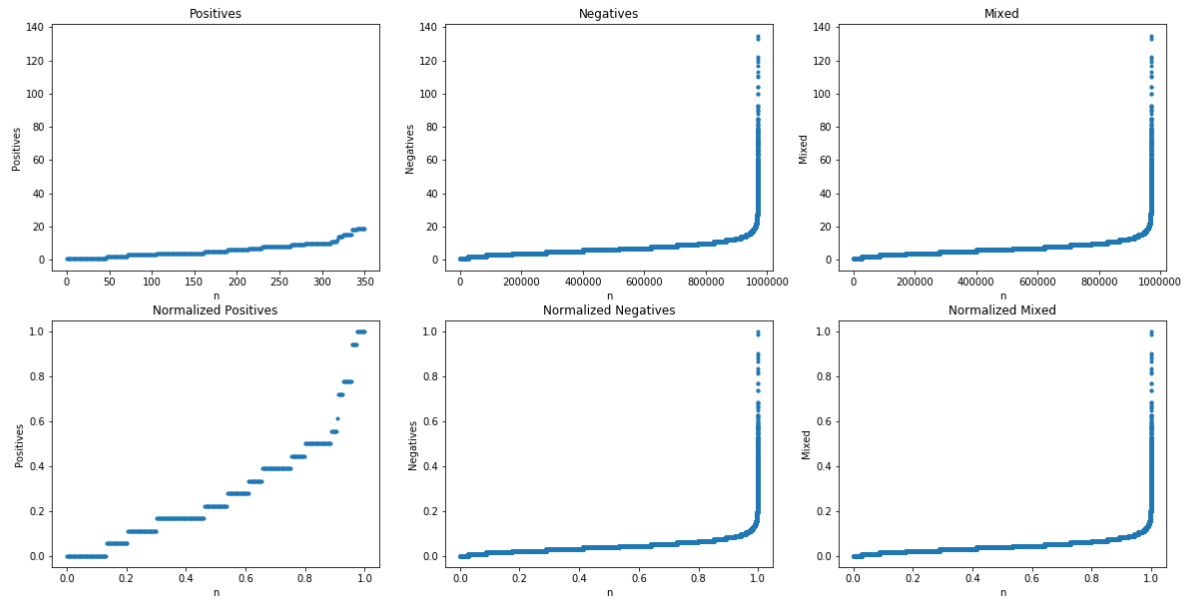 Positives
140
120
100
80
60
40
20
0
Positives
0 50 100 150 200 250 300 350
n
Negatives
140
120
100
80
60
40
20
0
Negatives
0 200000 400000 600000 800000 1000000
n
Mixed
140
120
100
80
60
40
20
0
Mixed
0 200000 400000 600000 800000 1000000
n
Normalized Positives
1.0
0.8
0.6
0.4
0.2
0.0
Positives
0.0 0.2 0.4 0.6 0.8 1.0
n
Normalized Negatives
1.0
0.8
0.6
0.4
0.2
0.0
Negatives
0.0 0.2 0.4 0.6 0.8 1.0
n
Normalized Mixed
1.0
0.8
0.6
0.4
0.2
0.0
Mixed
0.0 0.2 0.4 0.6 0.8 1.0
n